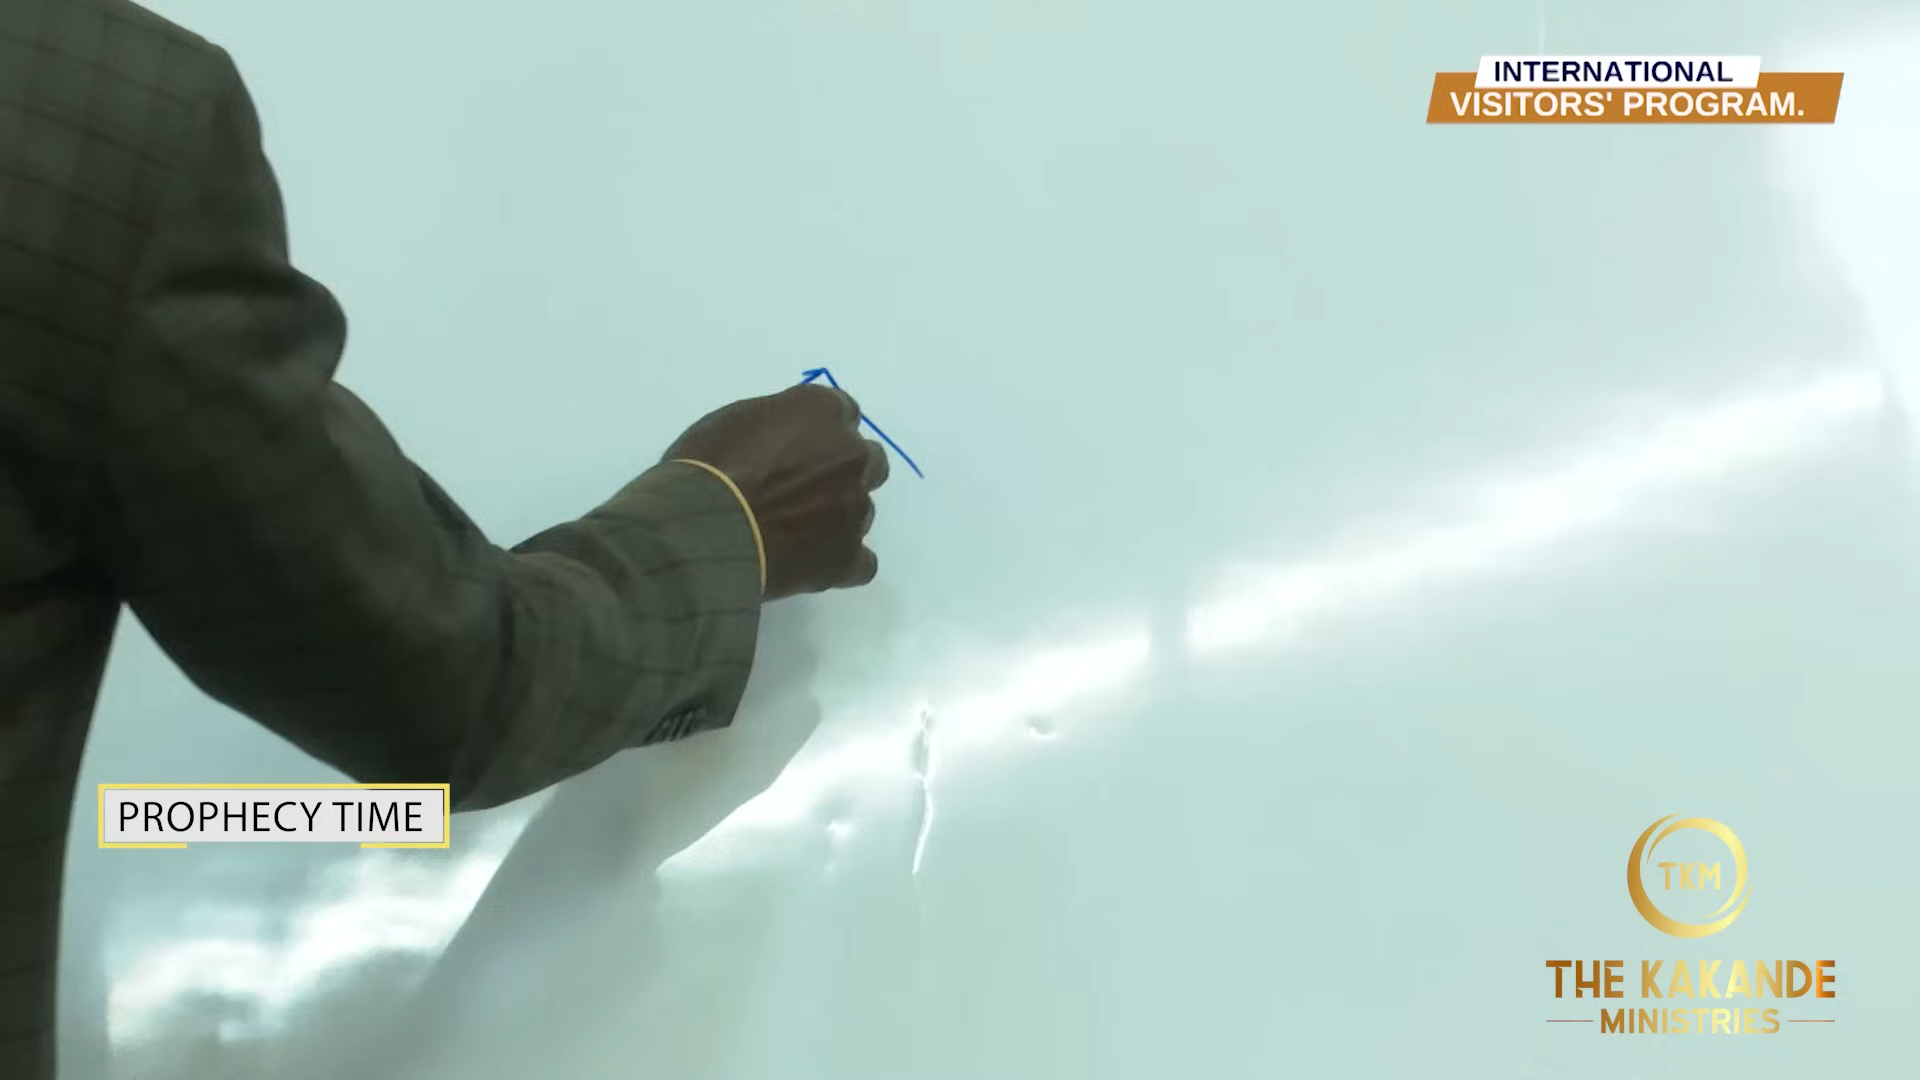 INTERNATIONAL
VISITORS' PROGRAM.
PROPHECY TIME
TKM
THE KAKANDE
MINISTRIES